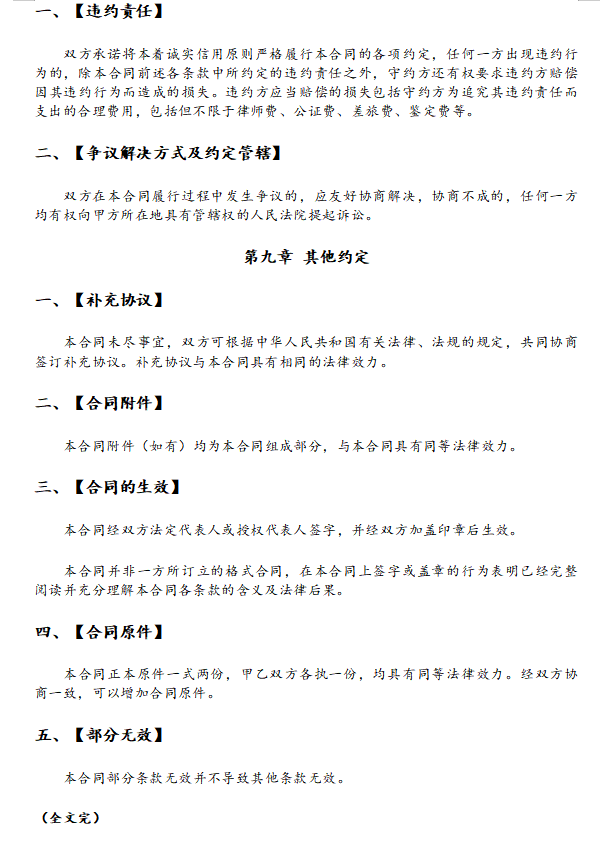 一、【违约责任】
双方承诺将本着诚实信用原则严格履行本合同的各项约定，任何一方出现违约行
为的，除本合同前述各条款中所约定的违约责任之外，守约方还有权要求违约方赔偿
因其违约行为而造成的损失。违约方应当赔偿的损失包括守约方为追究其违约责任而
支出的合理费用，包括但不限于律师费、公证费、差旅费、鉴定费等。
二、【争议解决方式及约定管辖】
双方在本合同履行过程中发生争议的，应友好协商解决，协商不成的，任何一方
均有权向甲方所在地具有管辖权的人民法院提起诉讼。
第九章 其他约定
一、【补充协议】
本合同未尽事宜，双方可根据中华人民共和国有关法律、法规的规定，共同协商
签订补充协议。补充协议与本合同具有相同的法律效力。
二、【合同附件】
本合同附件（如有）均为本合同组成部分，与本合同具有同等法律效力。
三、【合同的生效】
本合同经双方法定代表人或授权代表人签字，并经双方加盖印章后生效。
本合同并非一方所订立的格式合同，在本合同上签字或盖章的行为表明已经完整
阅读并充分理解本合同各条款的含义及法律后果。
四、【合同原件】
本合同正本原件一式两份，甲乙双方各执一份，均具有同等法律效力。经双方协
商一致，可以增加合同原件。
五、【部分无效】
本合同部分条款无效并不导致其他条款无效。
（全文完）